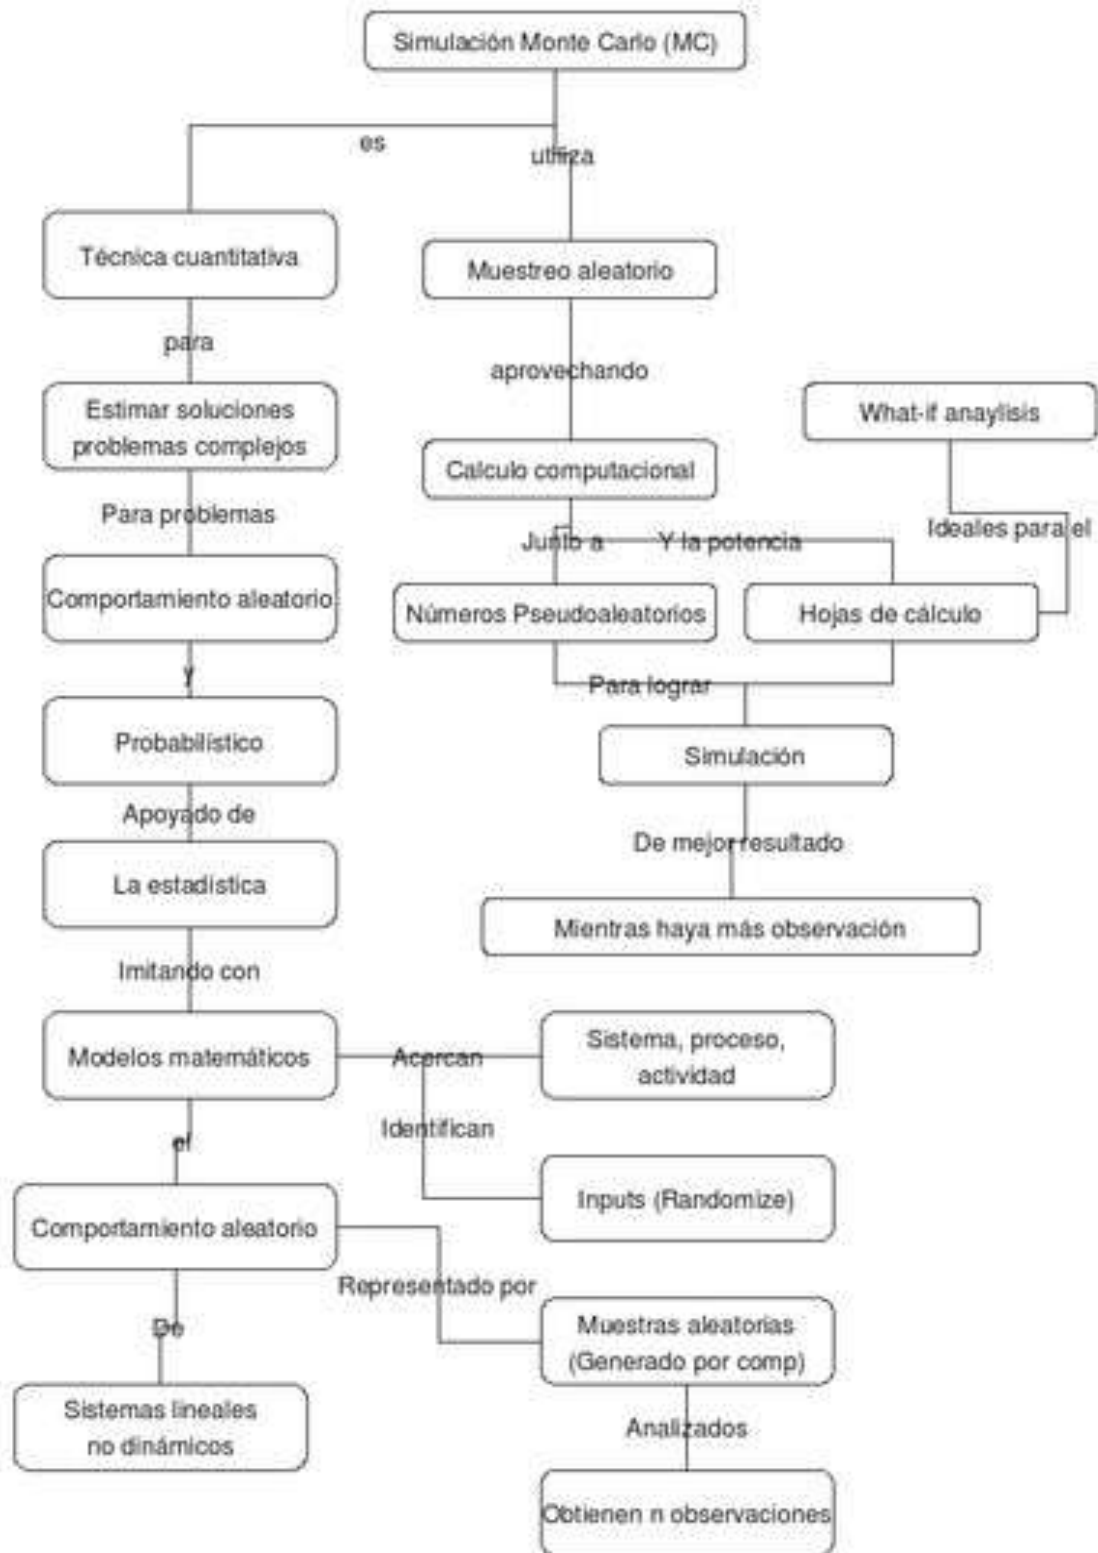 Simulación Monte Carlo (MC)
es
utiliza
Técnica cuantitativa
Muestreo aleatorio
para
aprovechando
Estimar soluciones
problemas complejos
What-if anaylisis
Calculo computacional
Para problemas
Junto a
Y la potencia
Ideales para el
Comportamiento aleatorio
Números Pseudoaleatorios
Hojas de cálculo
y
Para lograr
Probabilístico
Simulación
Apoyado de
De mejor resultado
La estadística
Mientras haya más observación
Imitando con
Modelos matemáticos
Acercan
Sistema, proceso,
actividad
Identifican
el
Inputs (Randomize)
Comportamiento aleatorio
Representado por
De
Muestras aleatorias
(Generado por comp)
Sistemas lineales
no dinámicos
Analizados
Obtienen n observaciones